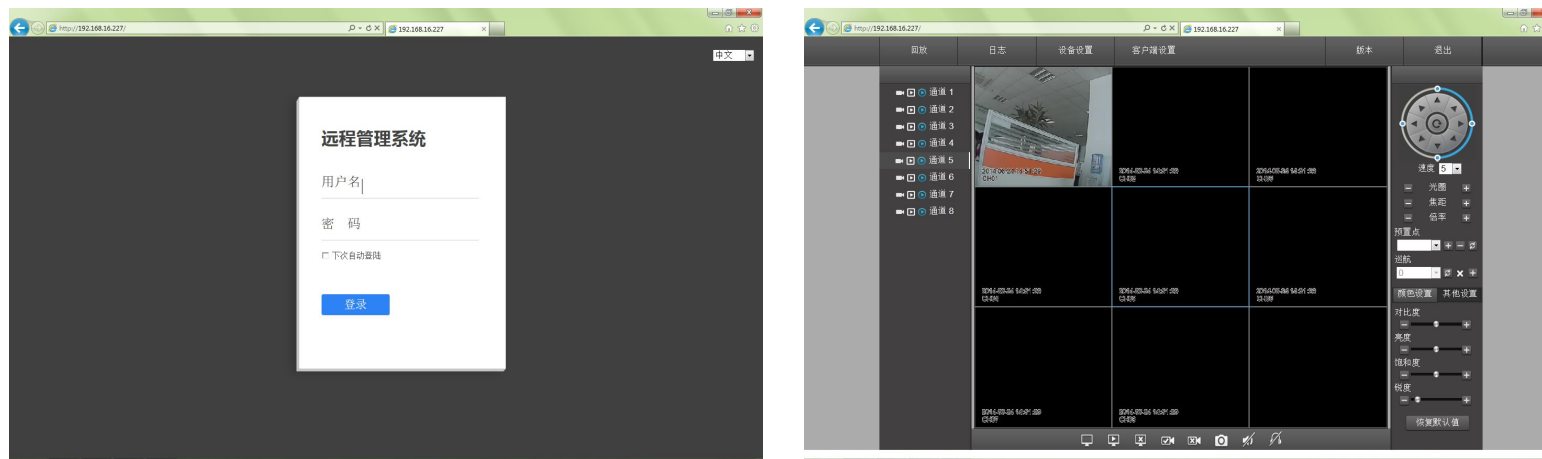 http://192.168.16.227/
192.168.16.227
中文
远程管理系统
用户名
密 码
下次自动登陆
登录
http://192.168.16.227/
192.168.16.227
回放 日志 设备设置 客户端设置 版本 退出
通道 1
通道 2
通道 3
通道 4
通道 5
通道 6
通道 7
通道 8
CH01
速度 5
光圈
焦距
倍率
预置点
巡航
0
颜色设置 其他设置
对比度
亮度
饱和度
锐度
恢复默认值